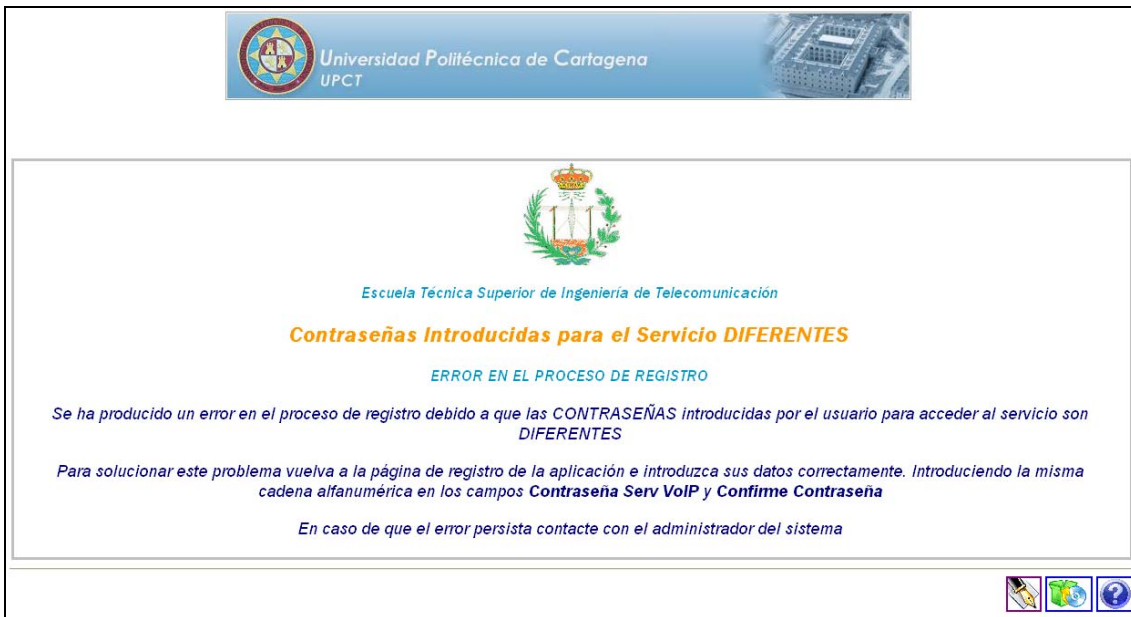 Universidad Politécnica de Cartagena
UPCT
Escuela Técnica Superior de Ingeniería de Telecomunicación
Contraseñas Introducidas para el Servicio DIFERENTES
ERROR EN EL PROCESO DE REGISTRO
Se ha producido un error en el proceso de registro debido a que las CONTRASEÑAS introducidas por el usuario para acceder al servicio son
DIFERENTES
Para solucionar este problema vuelva a la página de registro de la aplicación e introduzca sus datos correctamente. Introduciendo la misma
cadena alfanumérica en los campos Contraseña Serv VoIP y Confirme Contraseña
En caso de que el error persista contacte con el administrador del sistema